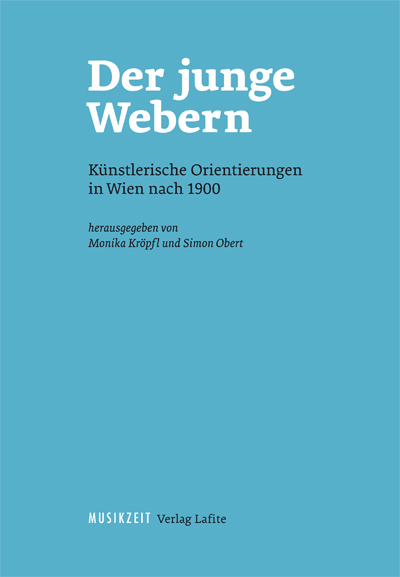 Der junge
Webern
Künstlerische Orientierungen
in Wien nach 1900
herausgegeben von
Monika Kröpfl und Simon Obert
MUSIKZEIT Verlag Lafite